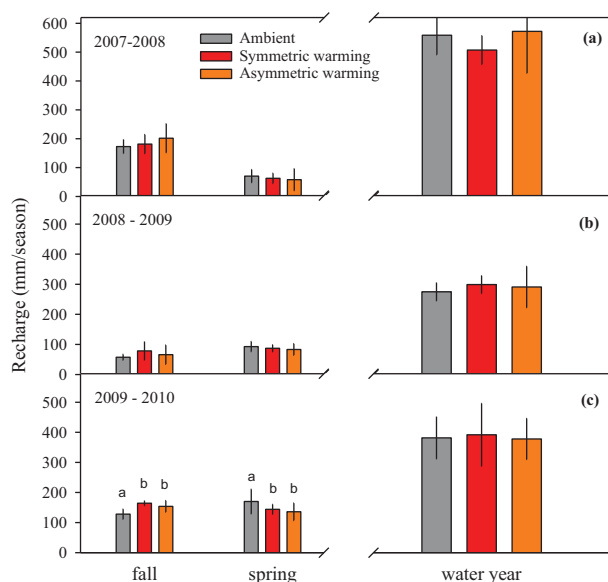 600
2007-2008
Ambient
(a)
500
Symmetric warming
Asymmetric warming
400
300
200
100
0
2008 - 2009
(b)
500
400
300
200
100
0
Recharge (mm/season)
2009 - 2010
(c)
500
400
300
a
200
a b b
b b
100
0
fall spring water year